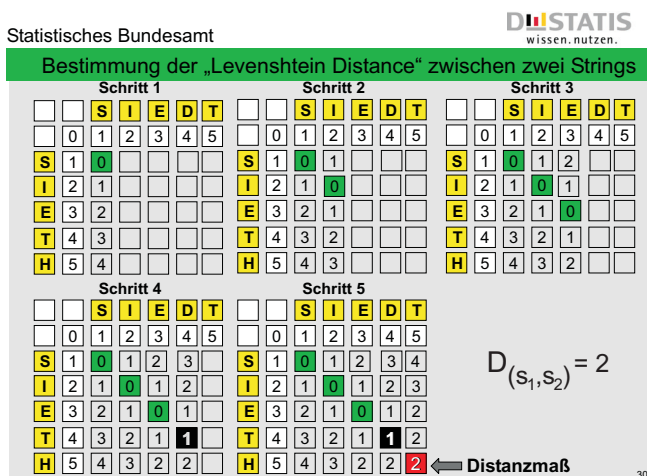 Statistisches Bundesamt
DESTATIS
wissen.nutzen.
Bestimmung der „Levenshtein Distance“ zwischen zwei Strings
Schritt 1
S I E D T
0 1 2 3 4 5
S 1 0
I 2 1
E 3 2
T 4 3
H 5 4
Schritt 2
S I E D T
0 1 2 3 4 5
S 1 0 1
I 2 1 0
E 3 2 1
T 4 3 2
H 5 4 3
Schritt 3
S I E D T
0 1 2 3 4 5
S 1 0 1 2
I 2 1 0 1
E 3 2 1 0
T 4 3 2 1
H 5 4 3 2
Schritt 4
S I E D T
0 1 2 3 4 5
S 1 0 1 2 3
I 2 1 0 1 2
E 3 2 1 0 1
T 4 3 2 1 1
H 5 4 3 2 2
Schritt 5
S I E D T
0 1 2 3 4 5
S 1 0 1 2 3 4
I 2 1 0 1 2 3
E 3 2 1 0 1 2
T 4 3 2 1 1 2
H 5 4 3 2 2 2
D(s1,s2) = 2
Distanzmaß
30